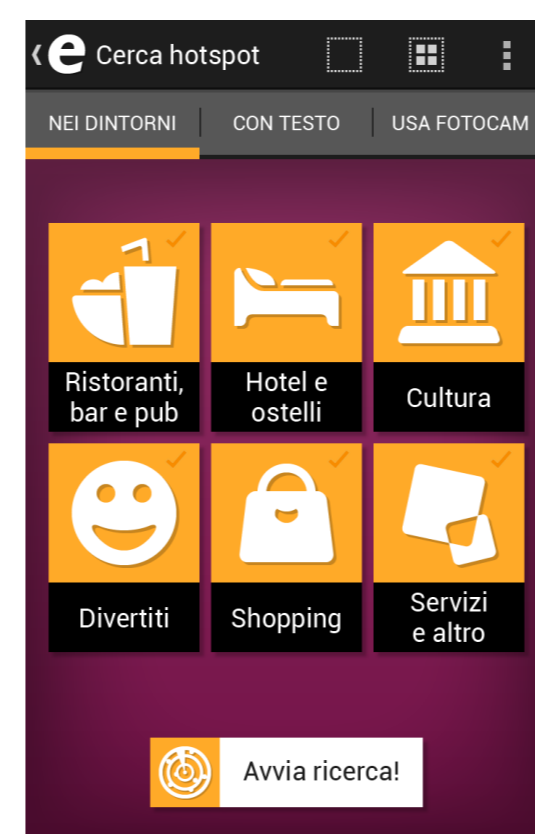 e Cerca hotspot
NEI DINTORNI
CON TESTO
USA FOTOCAM
Ristoranti,
bar e pub
Hotel e
ostelli
Cultura
Divertiti
Shopping
Servizi
e altro
Avvia ricerca!